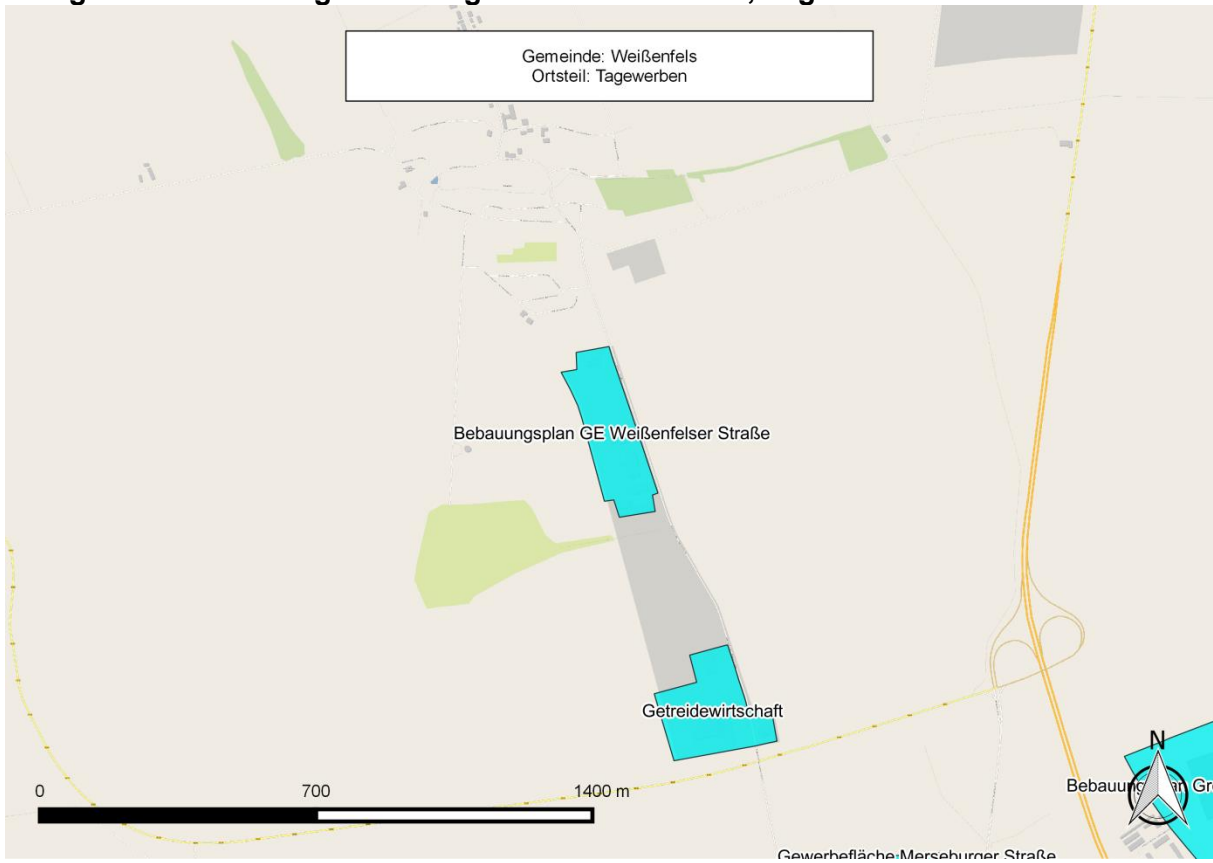 Gemeinde: Weißenfels
Ortsteil: Tagewerben
Bebauungsplan GE Weißenfelser Straße
Getreidewirtschaft
N
0 700 1400 m
Gewerbefläche Merseburger Straße